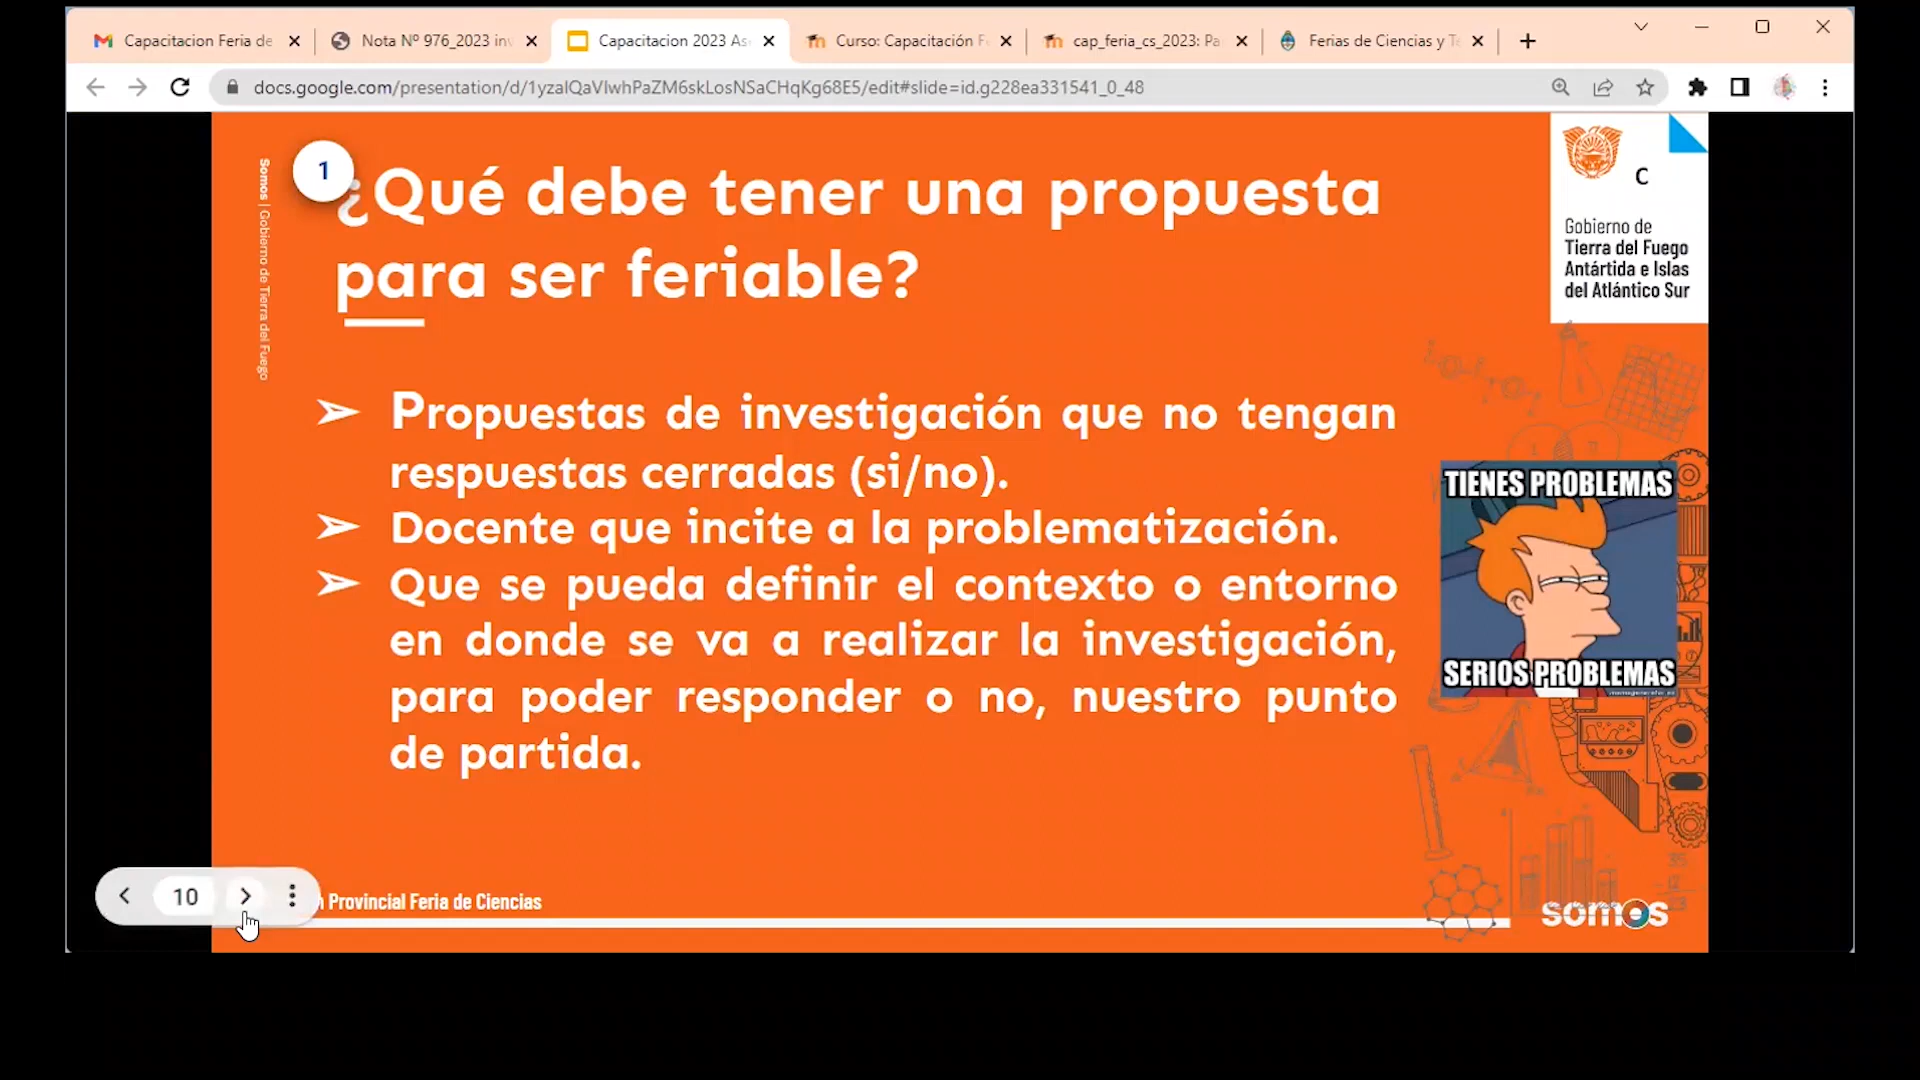 Capacitacion Feria de
Nota Nº 976_2023 inv
Capacitacion 2023 As
Curso: Capacitación F
cap_feria_cs_2023: Pa
Ferias de Ciencias y T
docs.google.com/presentation/d/1yzalQaVlwhPaZM6skLosNSaCHqKg68E5/edit#slide=id.g228ea331541_0_48
Somos | Gobierno de Tierra del Fuego
1
¿Qué debe tener una propuesta
para ser feriable?
C
Gobierno de
Tierra del Fuego
Antártida e Islas
del Atlántico Sur
➢ Propuestas de investigación que no tengan
respuestas cerradas (si/no).
➢ Docente que incite a la problematización.
➢ Que se pueda definir el contexto o entorno
en donde se va a realizar la investigación,
para poder responder o no, nuestro punto
de partida.
TIENES PROBLEMAS
SERIOS PROBLEMAS
10
n Provincial Feria de Ciencias
somos